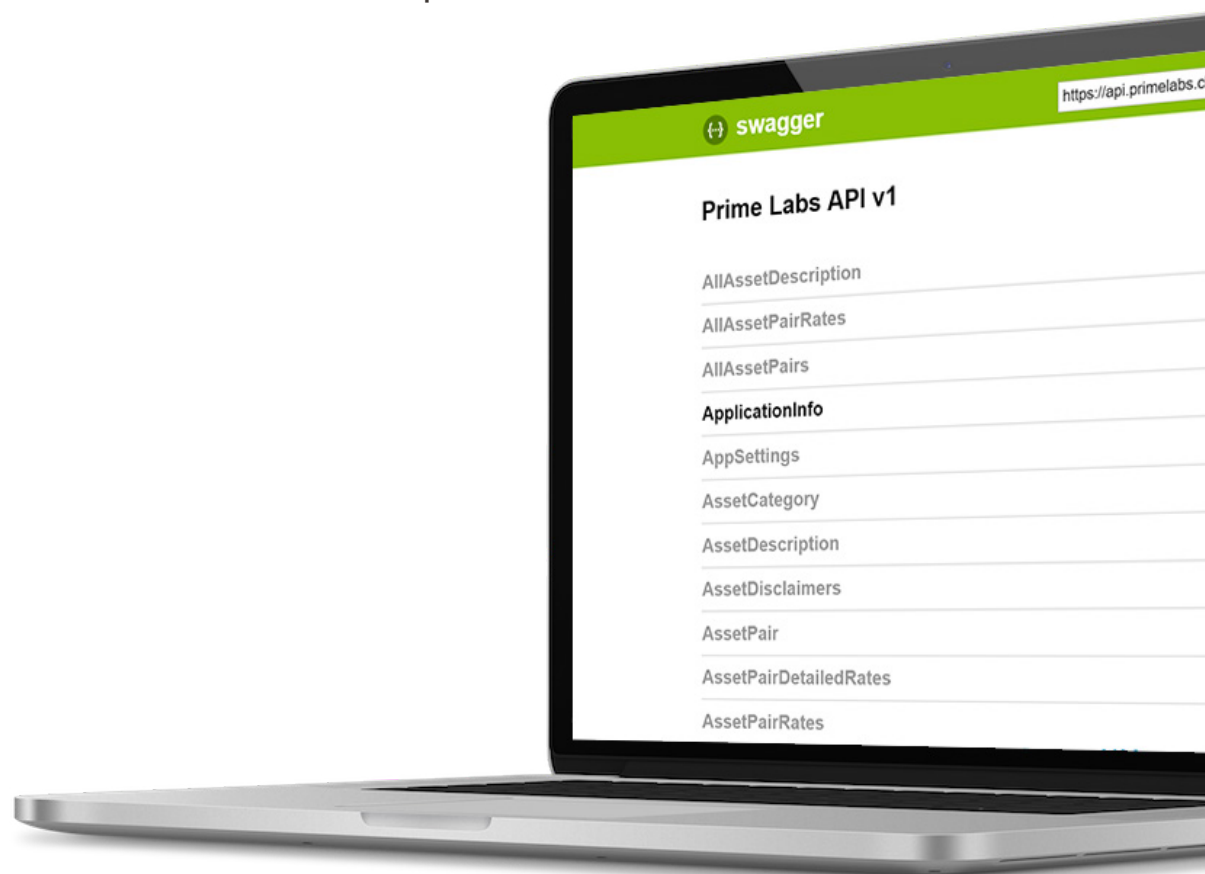 swagger
https://api.primelabs.c
Prime Labs API v1
AllAssetDescription
AllAssetPairRates
AllAssetPairs
ApplicationInfo
AppSettings
AssetCategory
AssetDescription
AssetDisclaimers
AssetPair
AssetPairDetailedRates
AssetPairRates